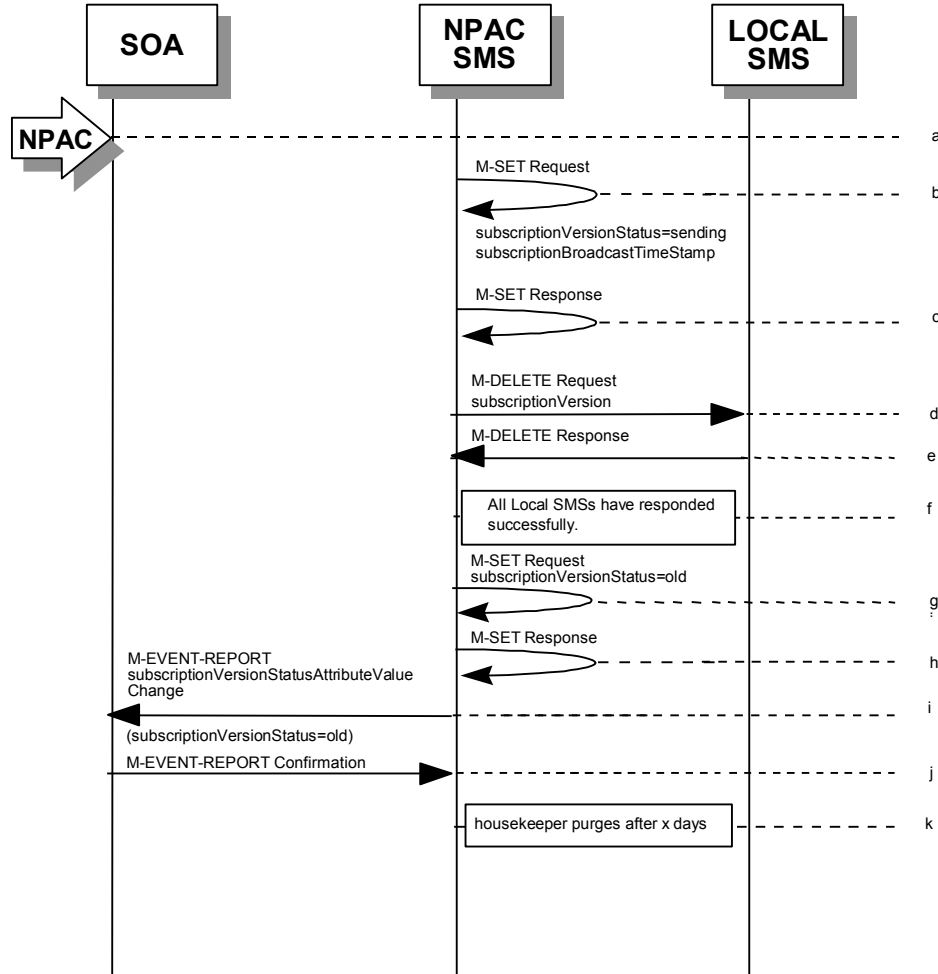 SOA
NPAC
SMS
LOCAL
SMS
NPAC
a
M-SET Request
b
subscriptionVersionStatus=sending
subscriptionBroadcastTimeStamp
M-SET Response
c
M-DELETE Request
subscriptionVersion
d
M-DELETE Response
e
All Local SMSs have responded
successfully.
f
M-SET Request
subscriptionVersionStatus=old
g
M-SET Response
h
M-EVENT-REPORT
subscriptionVersionStatusAttributeValue
Change
i
(subscriptionVersionStatus=old)
M-EVENT-REPORT Confirmation
j
housekeeper purges after x days
k